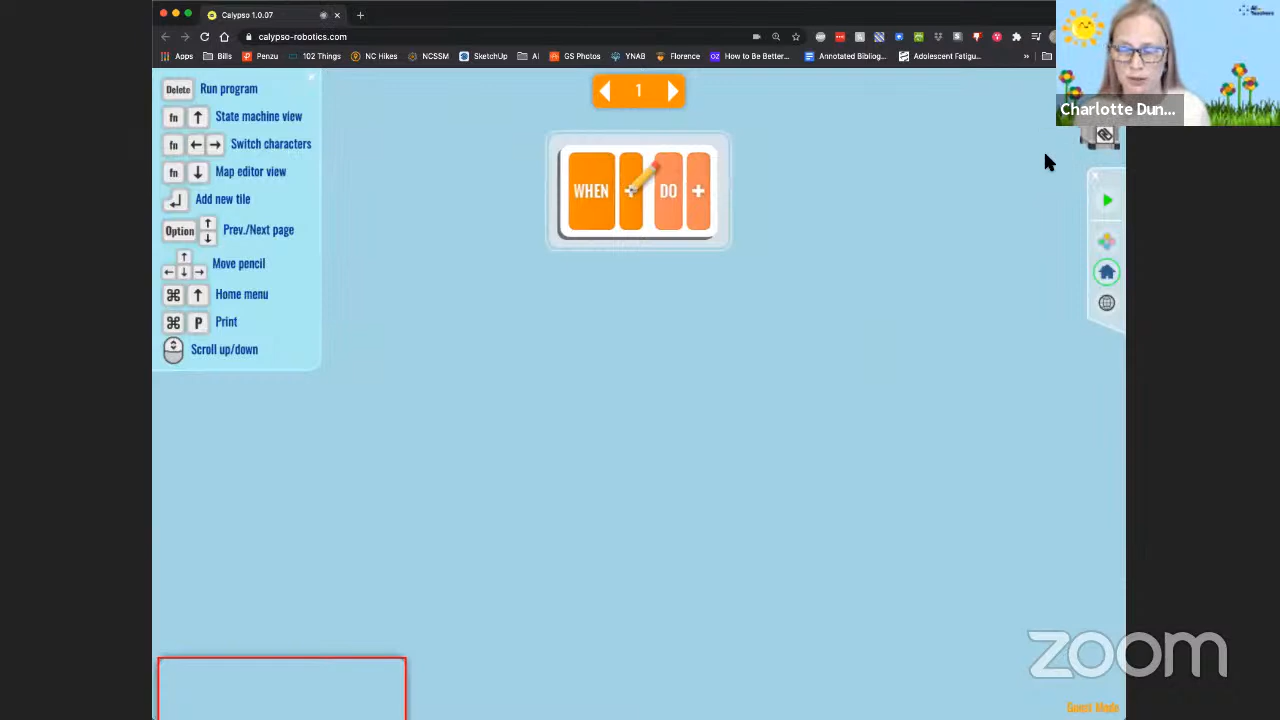 Calypso 1.0.07
calypso-robotics.com
Apps Bills Penzu 102 Things NC Hikes NCSSM SketchUp AI GS Photos YNAB Florence OZ How to Be Better... Annotated Bibliog... Adolescent Fatigu... »
Delete Run program
fn ↑ State machine view
fn ← → Switch characters
fn ↓ Map editor view
Add new tile
Option ↑ ↓ Prev./Next page
↑ ← ↓ → Move pencil
⌘ ↑ Home menu
⌘ P Print
Scroll up/down
1
WHEN + DO +
Charlotte Dun...
zoom
Guest Mode